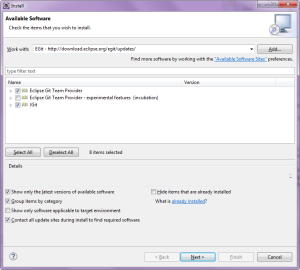 Install
Available Software
Check the items that you wish to install.
Work with: EGit - http://download.eclipse.org/egit/updates/ Add...
Find more software by working with the "Available Software Sites" preferences.
type filter text
Name Version
Eclipse Git Team Provider
Eclipse Git Team Provider - experimental features (incubation)
JGit
Select All Deselect All 8 items selected
Details
Show only the latest versions of available software Hide items that are already installed
Group items by category What is already installed?
Show only software applicable to target environment
Contact all update sites during install to find required software
< Back Next > Finish Cancel